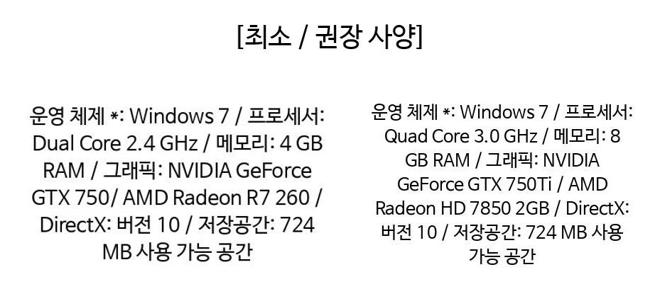 [최소 / 권장 사양]
운영 체제 *: Windows 7 / 프로세서:
Dual Core 2.4 GHz / 메모리: 4 GB
RAM / 그래픽: NVIDIA GeForce
GTX 750/ AMD Radeon R7 260 /
DirectX: 버전 10 / 저장공간: 724
MB 사용 가능 공간
운영 체제 *: Windows 7 / 프로세서:
Quad Core 3.0 GHz / 메모리: 8
GB RAM / 그래픽: NVIDIA
GeForce GTX 750Ti / AMD
Radeon HD 7850 2GB / DirectX:
버전 10 / 저장공간: 724 MB 사용
가능 공간